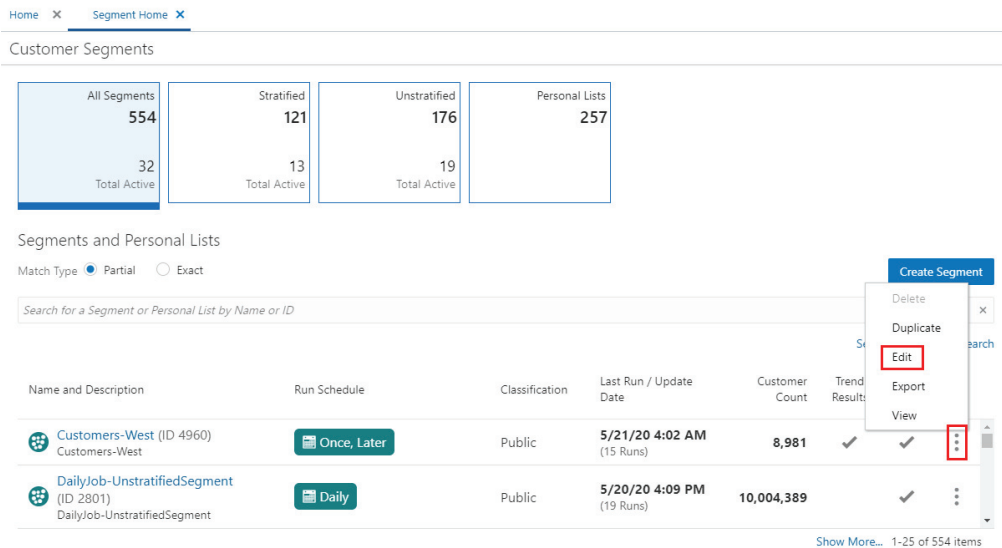 Home ✕ Segment Home ✕
Customer Segments
All Segments
554
32
Total Active
Stratified
121
13
Total Active
Unstratified
176
19
Total Active
Personal Lists
257
Segments and Personal Lists
Match Type Partial Exact
Create Segment
Search for a Segment or Personal List by Name or ID ✕
Delete
Duplicate
Edit
Export
View
Name and Description Run Schedule Classification Last Run / Update Date Customer Count Trend Results
Customers-West (ID 4960)
Customers-West
Once, Later
Public
5/21/20 4:02 AM
(15 Runs)
8,981
DailyJob-UnstratifiedSegment
(ID 2801)
DailyJob-UnstratifiedSegment
Daily
Public
5/20/20 4:09 PM
(19 Runs)
10,004,389
Show More... 1-25 of 554 items